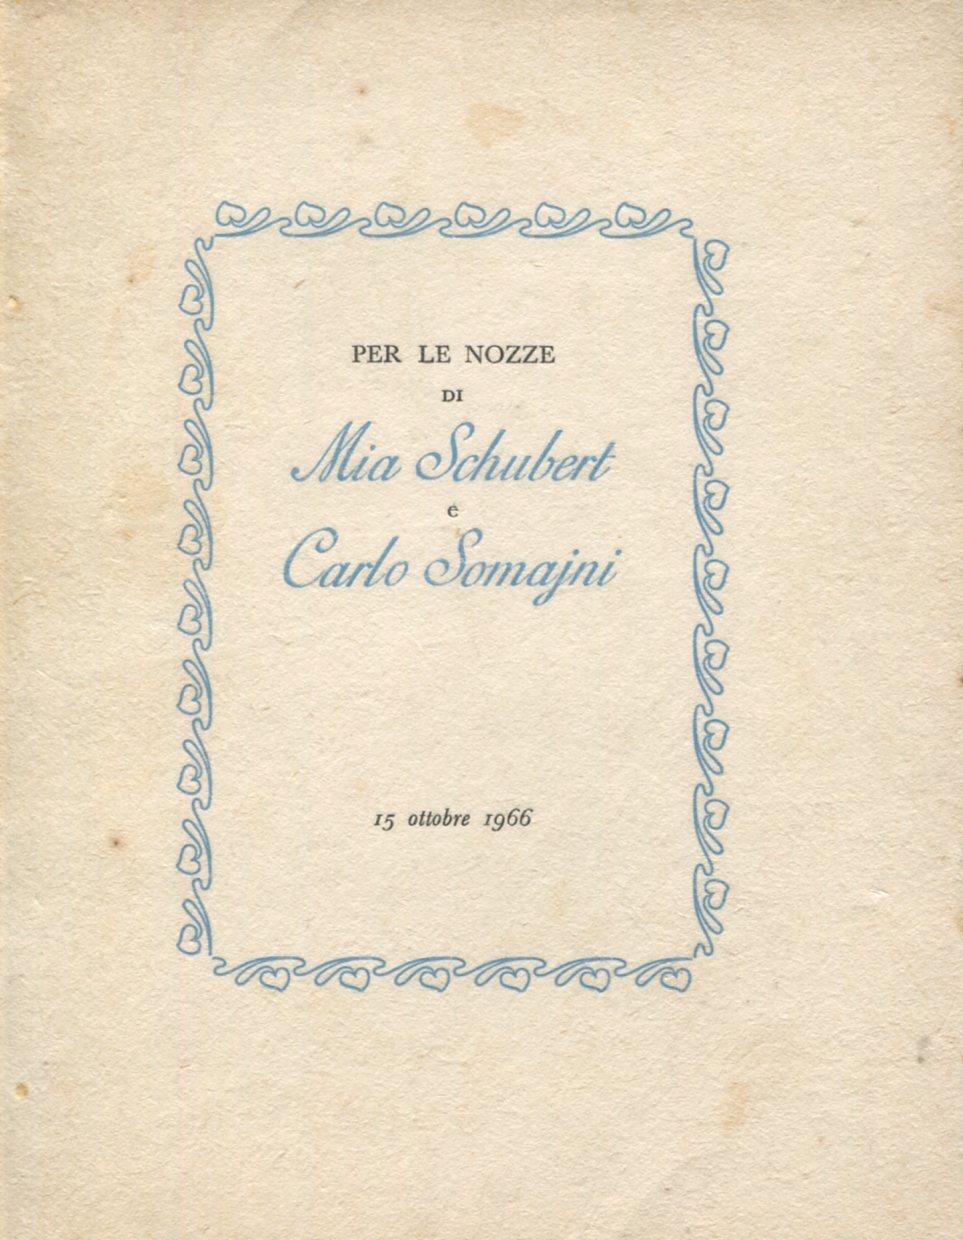 PER LE NOZZE
DI
Mia Schubert
e
Carlo Somajni
15 ottobre 1966